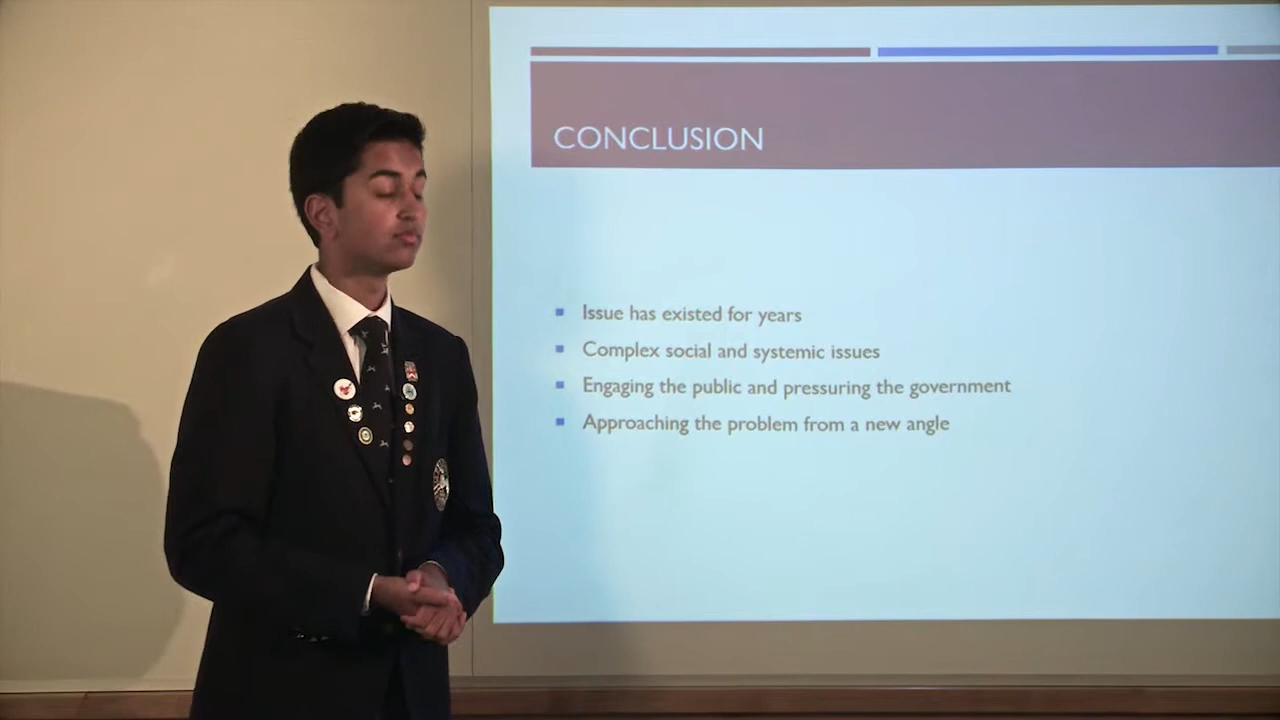 CONCLUSION
Issue has existed for years
Complex social and systemic issues
Engaging the public and pressuring the government
Approaching the problem from a new angle